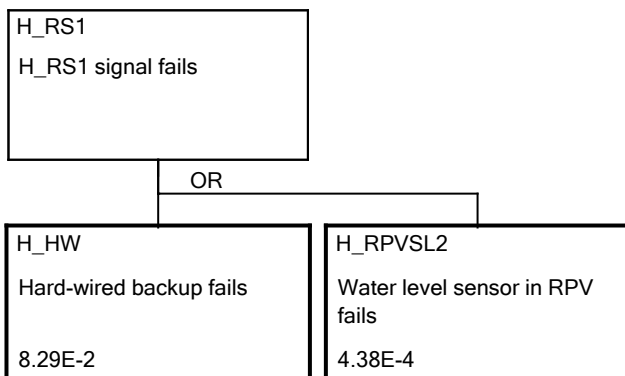 H_RS1
H_RS1 signal fails
OR
H_HW
Hard-wired backup fails
8.29E-2
H_RPVSL2
Water level sensor in RPV
fails
4.38E-4